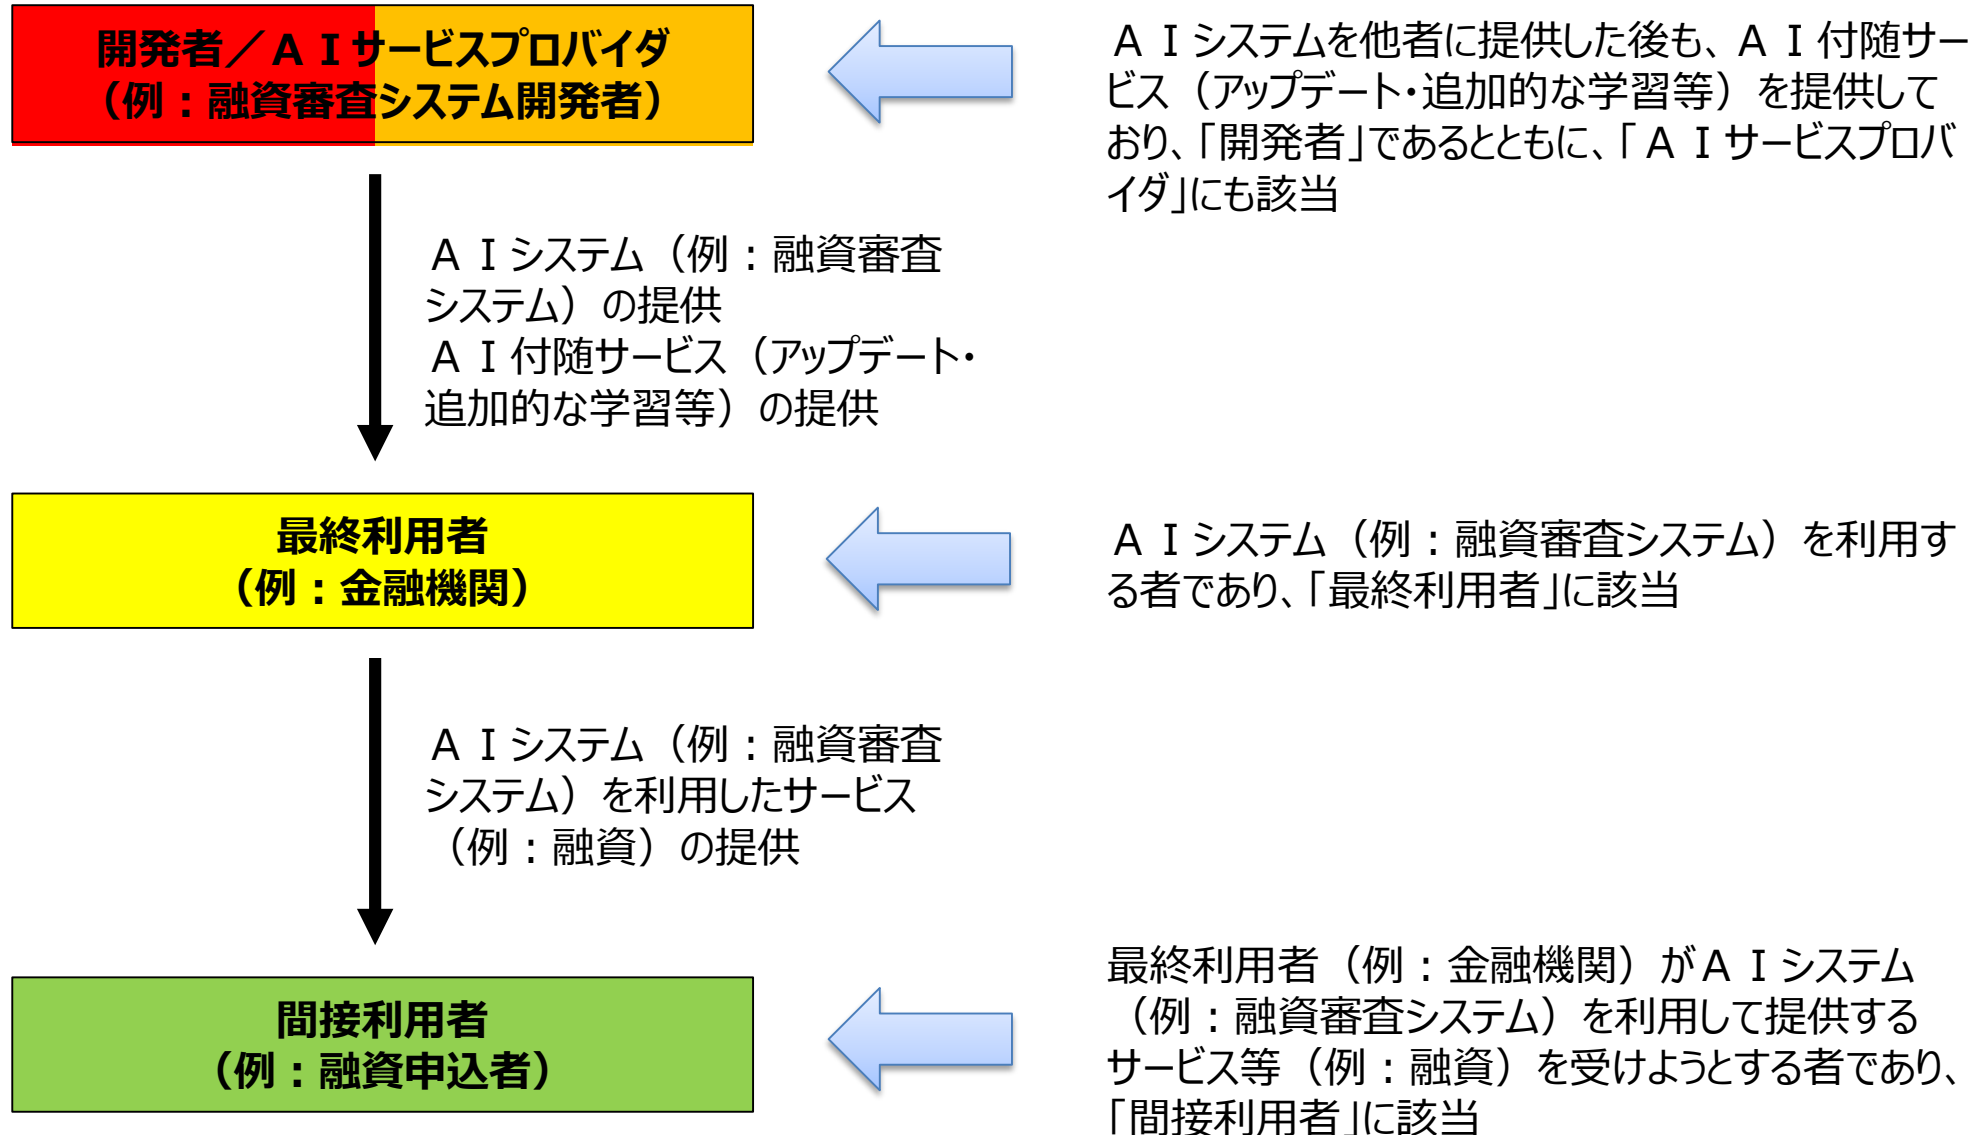 開発者／ＡＩサービスプロバイダ
（例：融資審査システム開発者）
ＡＩシステムを他者に提供した後も、ＡＩ付随サー
ビス（アップデート・追加的な学習等）を提供して
おり、「開発者」であるとともに、「ＡＩサービスプロバ
イダ」にも該当
ＡＩシステム（例：融資審査
システム）の提供
ＡＩ付随サービス（アップデート・
追加的な学習等）の提供
最終利用者
（例：金融機関）
ＡＩシステム（例：融資審査システム）を利用す
る者であり、「最終利用者」に該当
ＡＩシステム（例：融資審査
システム）を利用したサービス
（例：融資）の提供
間接利用者
（例：融資申込者）
最終利用者（例：金融機関）がＡＩシステム
（例：融資審査システム）を利用して提供する
サービス等（例：融資）を受けようとする者であり、
「間接利用者」に該当